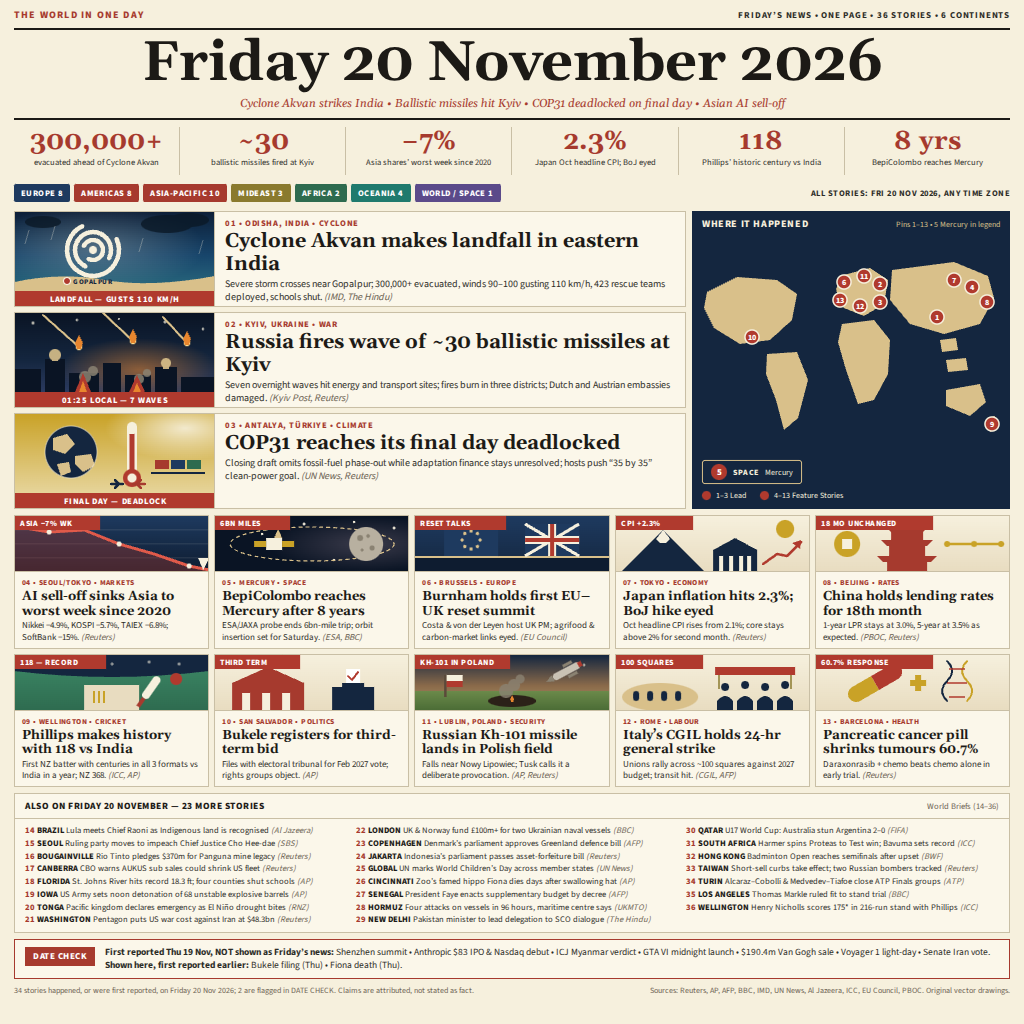 THE WORLD IN ONE DAY
FRIDAY'S NEWS • ONE PAGE • 36 STORIES • 6 CONTINENTS
Friday 20 November 2026
Cyclone Akvan strikes India • Ballistic missiles hit Kyiv • COP31 deadlocked on final day • Asian AI sell-off
300,000+
evacuated ahead of Cyclone Akvan
~30
ballistic missiles fired at Kyiv
−7%
Asia shares' worst week since 2020
2.3%
Japan Oct headline CPI; BoJ eyed
118
Phillips' historic century vs India
8 yrs
BepiColombo reaches Mercury
EUROPE 8
AMERICAS 8
ASIA-PACIFIC 10
MIDEAST 3
AFRICA 2
OCEANIA 4
WORLD / SPACE 1
ALL STORIES: FRI 20 NOV 2026, ANY TIME ZONE
GOPALPUR
LANDFALL — GUSTS 110 KM/H
01 • ODISHA, INDIA • CYCLONE
Cyclone Akvan makes landfall in eastern
India
Severe storm crosses near Gopalpur; 300,000+ evacuated, winds 90–100 gusting 110 km/h, 423 rescue teams
deployed, schools shut. (IMD, The Hindu)
01:25 LOCAL — 7 WAVES
02 • KYIV, UKRAINE • WAR
Russia fires wave of ~30 ballistic missiles at
Kyiv
Seven overnight waves hit energy and transport sites; fires burn in three districts; Dutch and Austrian embassies
damaged. (Kyiv Post, Reuters)
FINAL DAY — DEADLOCK
03 • ANTALYA, TÜRKIYE • CLIMATE
COP31 reaches its final day deadlocked
Closing draft omits fossil-fuel phase-out while adaptation finance stays unresolved; hosts push "35 by 35"
clean-power goal. (UN News, Reuters)
WHERE IT HAPPENED
Pins 1–13 • 5 Mercury in legend
6
11
2
13
12
3
7
4
8
1
10
9
5 SPACE Mercury
1–3 Lead
4–13 Feature Stories
ASIA −7% WK
04 • SEOUL/TOKYO • MARKETS
AI sell-off sinks Asia to
worst week since 2020
Nikkei −4.9%, KOSPI −5.7%, TAIEX −6.8%;
SoftBank −15%. (Reuters)
6BN MILES
05 • MERCURY • SPACE
BepiColombo reaches
Mercury after 8 years
ESA/JAXA probe ends 6bn-mile trip; orbit
insertion set for Saturday. (ESA, BBC)
RESET TALKS
06 • BRUSSELS • EUROPE
Burnham holds first EU–
UK reset summit
Costa & von der Leyen host UK PM; agrifood &
carbon-market links eyed. (EU Council)
CPI +2.3%
07 • TOKYO • ECONOMY
Japan inflation hits 2.3%;
BoJ hike eyed
Oct headline CPI rises from 2.1%; core stays
above 2% for second month. (Reuters)
18 MO UNCHANGED
08 • BEIJING • RATES
China holds lending rates
for 18th month
1-year LPR stays at 3.0%, 5-year at 3.5% as
expected. (PBOC, Reuters)
118 — RECORD
09 • WELLINGTON • CRICKET
Phillips makes history
with 118 vs India
First NZ batter with centuries in all 3 formats vs
India in a year; NZ 368. (ICC, AP)
THIRD TERM
10 • SAN SALVADOR • POLITICS
Bukele registers for third-
term bid
Files with electoral tribunal for Feb 2027 vote;
rights groups object. (AP)
KH-101 IN POLAND
11 • LUBLIN, POLAND • SECURITY
Russian Kh-101 missile
lands in Polish field
Falls near Nowy Lipowiec; Tusk calls it a
deliberate provocation. (AP, Reuters)
100 SQUARES
12 • ROME • LABOUR
Italy's CGIL holds 24-hr
general strike
Unions rally across ~100 squares against 2027
budget; transit hit. (CGIL, AFP)
60.7% RESPONSE
13 • BARCELONA • HEALTH
Pancreatic cancer pill
shrinks tumours 60.7%
Daraxonrasib + chemo beats chemo alone in
early trial. (Reuters)
ALSO ON FRIDAY 20 NOVEMBER — 23 MORE STORIES
World Briefs (14–36)
14 BRAZIL Lula meets Chief Raoni as Indigenous land is recognised (Al Jazeera)
15 SEOUL Ruling party moves to impeach Chief Justice Cho Hee-dae (SBS)
16 BOUGAINVILLE Rio Tinto pledges $370m for Panguna mine legacy (Reuters)
17 CANBERRA CBO warns AUKUS sub sales could shrink US fleet (Reuters)
18 FLORIDA St. Johns River hits record 18.3 ft; four counties shut schools (AP)
19 IOWA US Army sets noon detonation of 68 unstable explosive barrels (AP)
20 TONGA Pacific kingdom declares emergency as El Niño drought bites (RNZ)
21 WASHINGTON Pentagon puts US war cost against Iran at $48.3bn (Reuters)
22 LONDON UK & Norway fund £100m+ for two Ukrainian naval vessels (BBC)
23 COPENHAGEN Denmark's parliament approves Greenland defence bill (AFP)
24 JAKARTA Indonesia's parliament passes asset-forfeiture bill (Reuters)
25 GLOBAL UN marks World Children's Day across member states (UN News)
26 CINCINNATI Zoo's famed hippo Fiona dies days after swallowing hat (AP)
27 SENEGAL President Faye enacts supplementary budget by decree (AFP)
28 HORMUZ Four attacks on vessels in 96 hours, maritime centre says (UKMTO)
29 NEW DELHI Pakistan minister to lead delegation to SCO dialogue (The Hindu)
30 QATAR U17 World Cup: Australia stun Argentina 2–0 (FIFA)
31 SOUTH AFRICA Harmer spins Proteas to Test win; Bavuma sets record (ICC)
32 HONG KONG Badminton Open reaches semifinals after upset (BWF)
33 TAIWAN Short-sell curbs take effect; two Russian bombers tracked (Reuters)
34 TURIN Alcaraz–Cobolli & Medvedev–Tiafoe close ATP Finals groups (ATP)
35 LOS ANGELES Thomas Markle ruled fit to stand trial (BBC)
36 WELLINGTON Henry Nicholls scores 175* in 216-run stand with Phillips (ICC)
DATE CHECK
First reported Thu 19 Nov, NOT shown as Friday's news: Shenzhen summit • Anthropic $83 IPO & Nasdaq debut • ICJ Myanmar verdict • GTA VI midnight launch • $190.4m Van Gogh sale • Voyager 1 light-day • Senate Iran vote.
Shown here, first reported earlier: Bukele filing (Thu) • Fiona death (Thu).
34 stories happened, or were first reported, on Friday 20 Nov 2026; 2 are flagged in DATE CHECK. Claims are attributed, not stated as fact.
Sources: Reuters, AP, AFP, BBC, IMD, UN News, Al Jazeera, ICC, EU Council, PBOC. Original vector drawings.